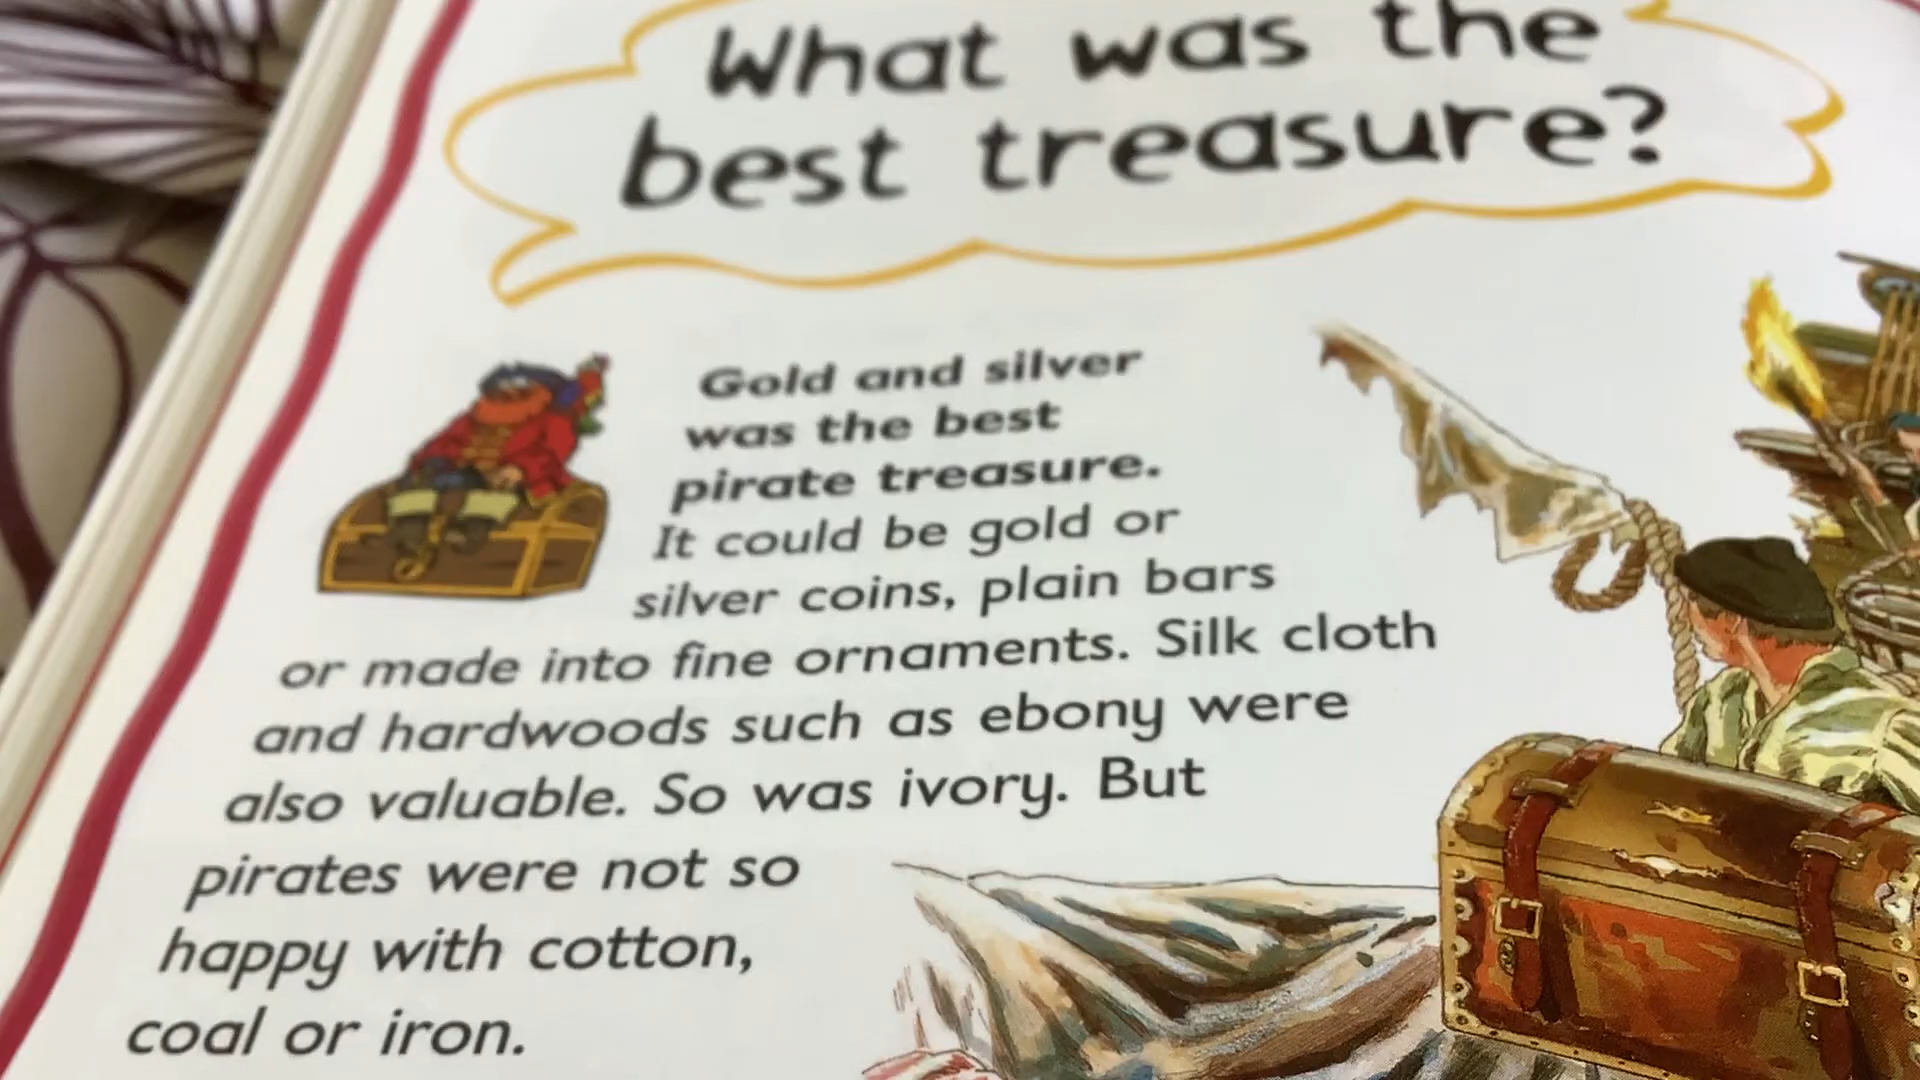 What was the
best treasure?
Gold and silver
was the best
pirate treasure.
It could be gold or
silver coins, plain bars
or made into fine ornaments. Silk cloth
and hardwoods such as ebony were
also valuable. So was ivory. But
pirates were not so
happy with cotton,
coal or iron.